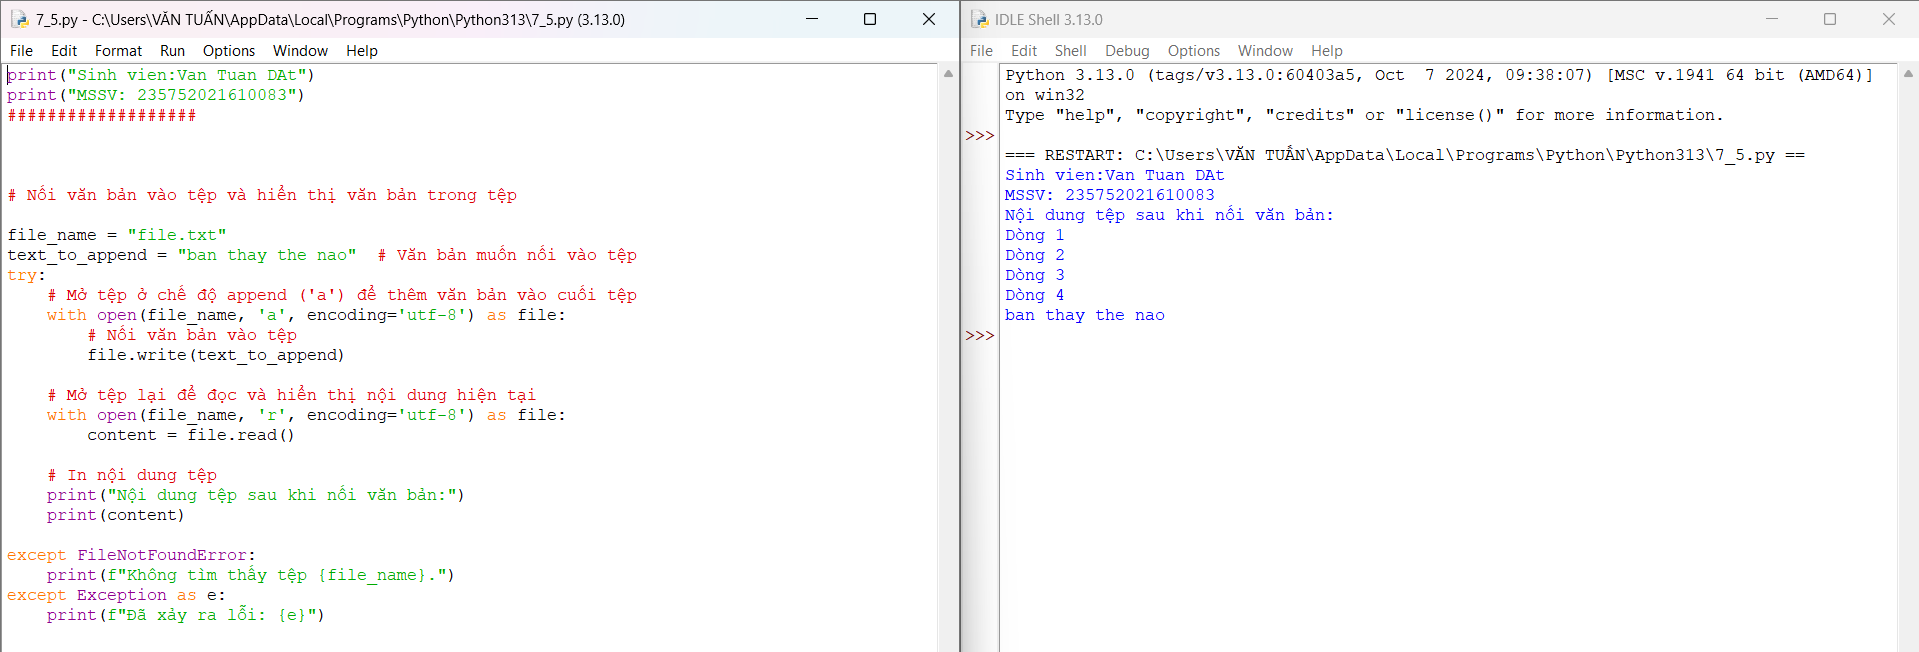 7_5.py - C:\Users\VĂN TUẤN\AppData\Local\Programs\Python\Python313\7_5.py (3.13.0)
File Edit Format Run Options Window Help
print("Sinh vien:Van Tuan DAt")
print("MSSV: 235752021610083")
###################
# Nối văn bản vào tệp và hiển thị văn bản trong tệp
file_name = "file.txt"
text_to_append = "ban thay the nao"  # Văn bản muốn nối vào tệp
try:
    # Mở tệp ở chế độ append ('a') để thêm văn bản vào cuối tệp
    with open(file_name, 'a', encoding='utf-8') as file:
        # Nối văn bản vào tệp
        file.write(text_to_append)
    # Mở tệp lại để đọc và hiển thị nội dung hiện tại
    with open(file_name, 'r', encoding='utf-8') as file:
        content = file.read()
    # In nội dung tệp
    print("Nội dung tệp sau khi nối văn bản:")
    print(content)
except FileNotFoundError:
    print(f"Không tìm thấy tệp {file_name}.")
except Exception as e:
    print(f"Đã xảy ra lỗi: {e}")
IDLE Shell 3.13.0
File Edit Shell Debug Options Window Help
Python 3.13.0 (tags/v3.13.0:60403a5, Oct  7 2024, 09:38:07) [MSC v.1941 64 bit (AMD64)]
on win32
Type "help", "copyright", "credits" or "license()" for more information.
>>>
=== RESTART: C:\Users\VĂN TUẤN\AppData\Local\Programs\Python\Python313\7_5.py ==
Sinh vien:Van Tuan DAt
MSSV: 235752021610083
Nội dung tệp sau khi nối văn bản:
Dòng 1
Dòng 2
Dòng 3
Dòng 4
ban thay the nao
>>>